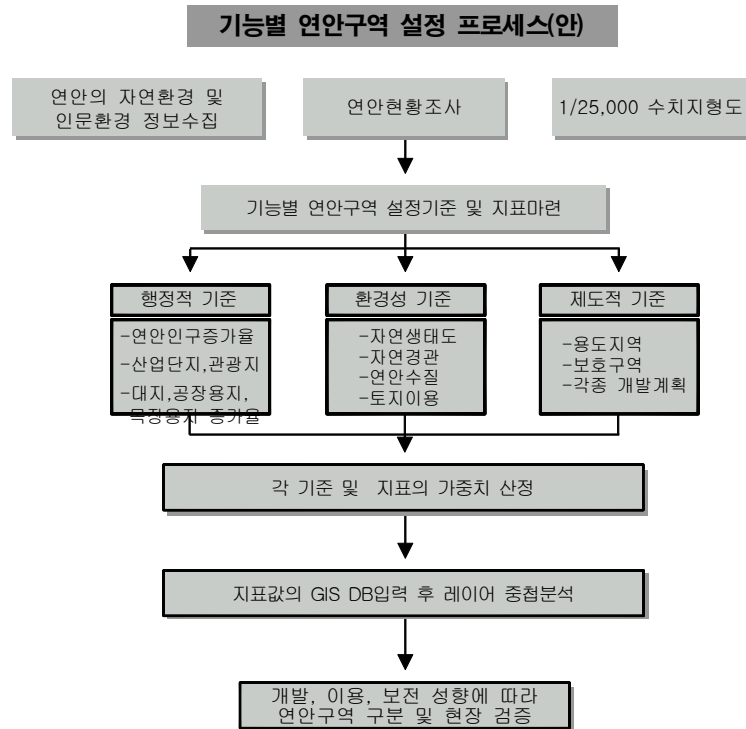 기능별 연안구역 설정 프로세스(안)
연안의 자연환경 및
인문환경 정보수집
연안현황조사
1/25,000 수치지형도
기능별 연안구역 설정기준 및 지표마련
행정적 기준
-연안인구증가율
-산업단지,관광지
-대지,공장용지,
목장용지 증가율
환경성 기준
-자연생태도
-자연경관
-연안수질
-토지이용
제도적 기준
-용도지역
-보호구역
-각종 개발계획
각 기준 및 지표의 가중치 산정
지표값의 GIS DB입력 후 레이어 중첩분석
개발, 이용, 보전 성향에 따라
연안구역 구분 및 현장 검증